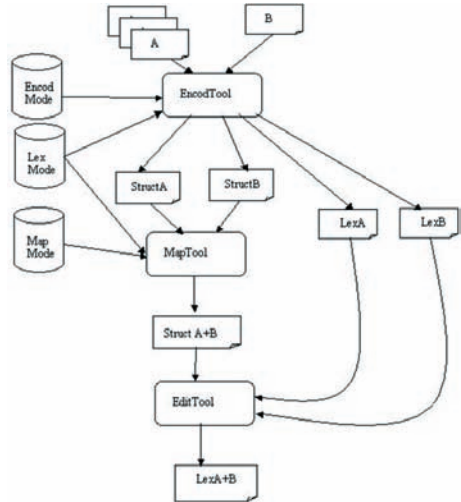 A
B
Encod
Mode
EncodTool
Lex
Mode
StructA
StructB
LexA
LexB
Map
Mode
MapTool
Struct A+B
EditTool
LexA+B